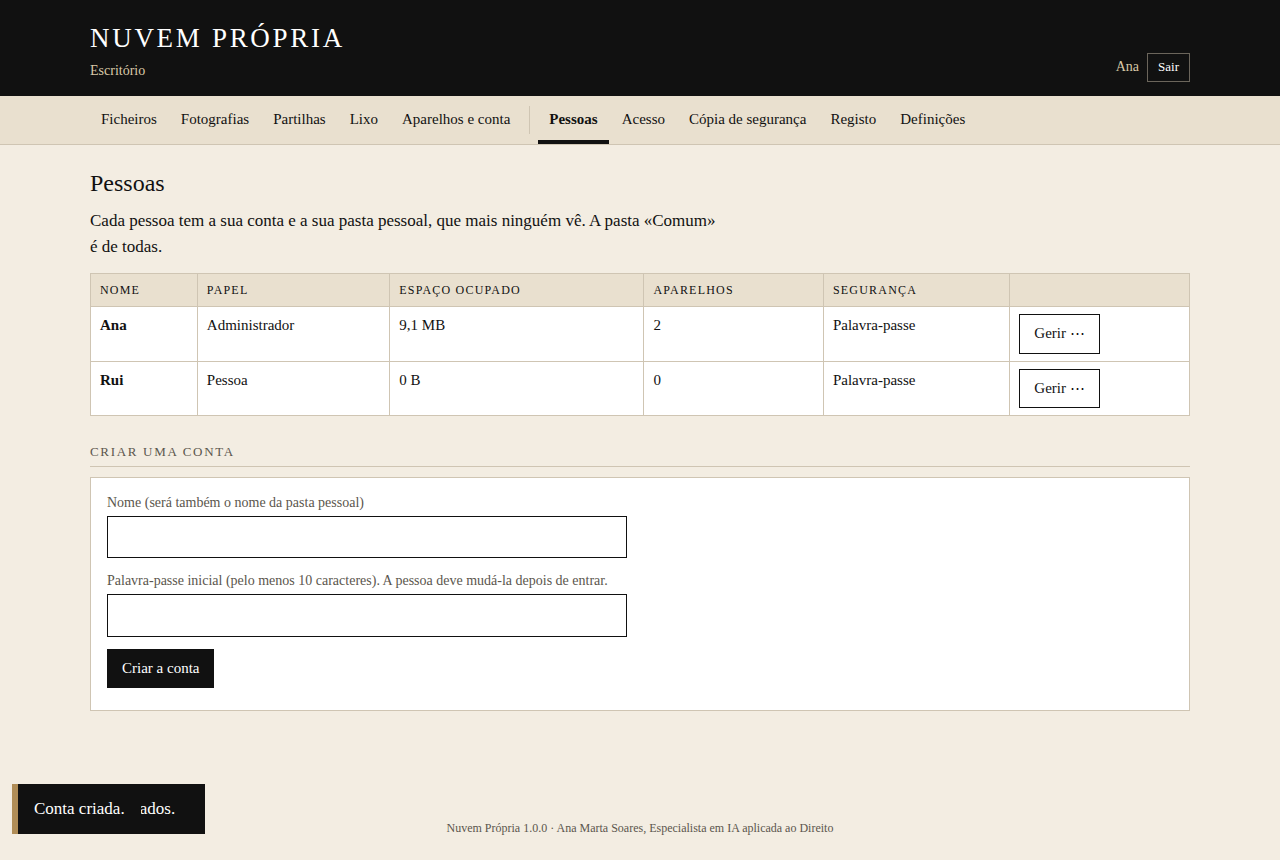 NUVEM PRÓPRIA
Escritório
Ana Sair
Ficheiros Fotografias Partilhas Lixo Aparelhos e conta Pessoas Acesso Cópia de segurança Registo Definições
Pessoas
Cada pessoa tem a sua conta e a sua pasta pessoal, que mais ninguém vê. A pasta «Comum»
é de todas.
NOME PAPEL ESPAÇO OCUPADO APARELHOS SEGURANÇA
Ana Administrador 9,1 MB 2 Palavra-passe Gerir ⋯
Rui Pessoa 0 B 0 Palavra-passe Gerir ⋯
CRIAR UMA CONTA
Nome (será também o nome da pasta pessoal)
Palavra-passe inicial (pelo menos 10 caracteres). A pessoa deve mudá-la depois de entrar.
Criar a conta
Conta criada. ados.
Nuvem Própria 1.0.0 · Ana Marta Soares, Especialista em IA aplicada ao Direito